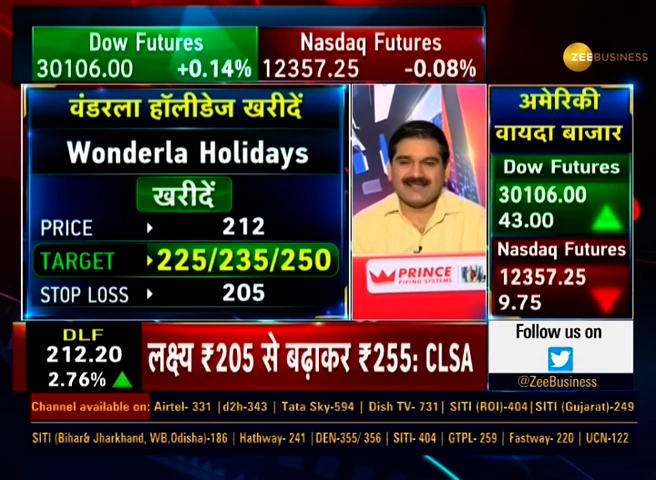 Dow Futures
30106.00 +0.14%
Nasdaq Futures
12357.25 -0.08%
ZEE BUSINESS
वंडरला हॉलीडेज खरीदें
Wonderla Holidays
खरीदें
PRICE 212
TARGET 225/235/250
STOP LOSS 205
PRINCE
PIPING SYSTEMS
अमेरिकी
वायदा बाजार
Dow Futures
30106.00
43.00
Nasdaq Futures
12357.25
9.75
DLF
212.20
2.76%
लक्ष्य ₹205 से बढ़ाकर ₹255: CLSA
Follow us on
@ZeeBusiness
Channel available on: Airtel- 331 |d2h-343 | Tata Sky-594 | Dish TV- 731| SITI (ROI)-404|SITI (Gujarat)-249
SITI (Bihar& Jharkhand, WB,Odisha)-186 | Hathway- 241 |DEN-355/ 356 | SITI- 404 | GTPL- 259 | Fastway- 220 | UCN-122